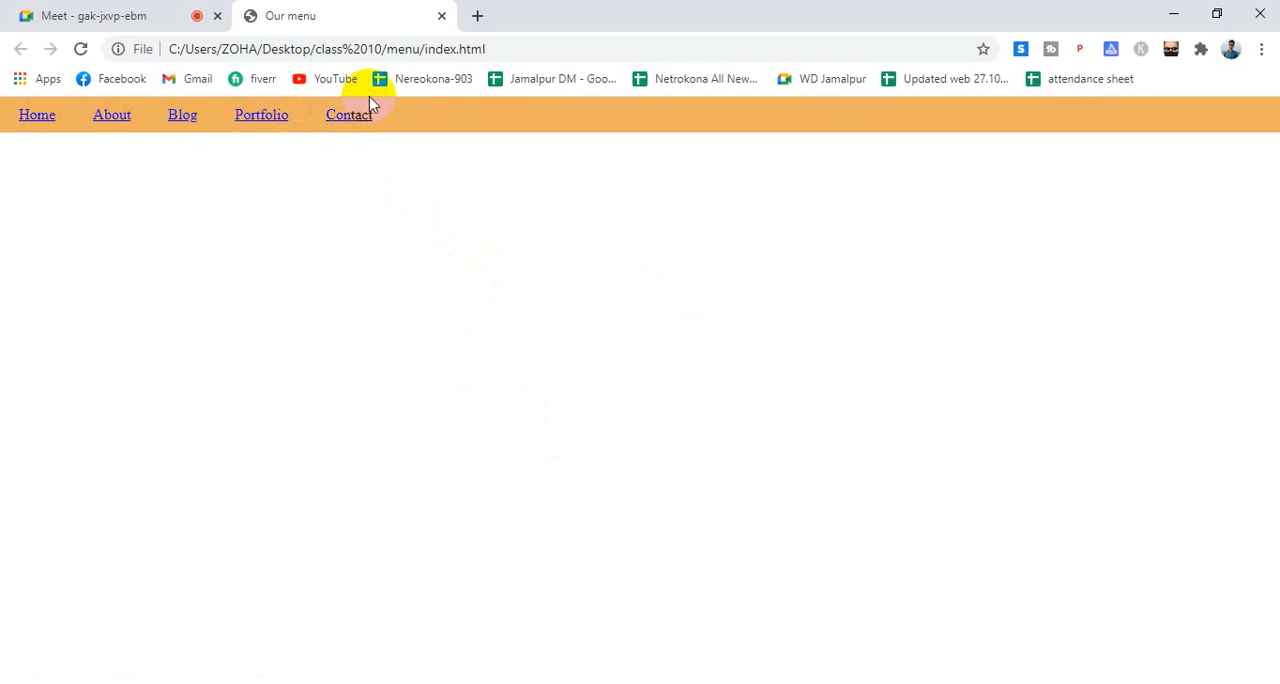 Meet - gak-jxvp-ebm Our menu
File C:/Users/ZOHA/Desktop/class%2010/menu/index.html
Apps Facebook Gmail fiverr YouTube Nereokona-903 Jamalpur DM - Goo... Netrokona All New... WD Jamalpur Updated web 27.10... attendance sheet
Home About Blog Portfolio Contact